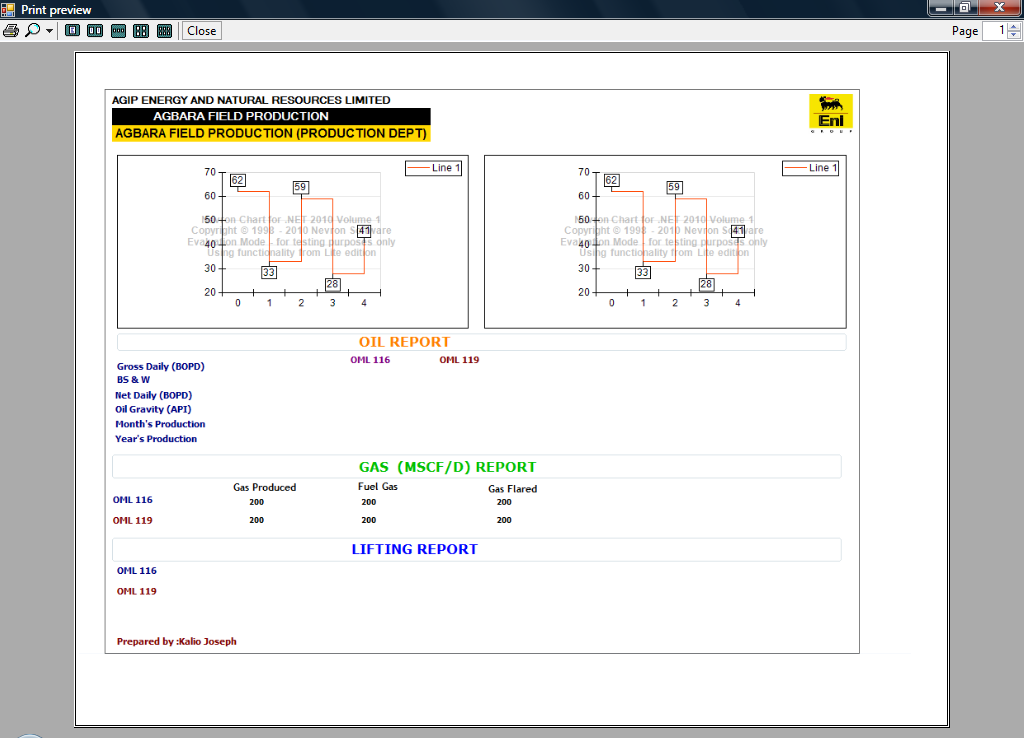 Print preview
Close
Page 1
AGIP ENERGY AND NATURAL RESOURCES LIMITED
AGBARA FIELD PRODUCTION
AGBARA FIELD PRODUCTION (PRODUCTION DEPT)
EnI
GROUP
Line 1
70
60
50
40
30
20
62
33
59
28
41
0 1 2 3 4
Nevron Chart for .NET 2010 Volume 1
Copyright © 1998 - 2010 Nevron Software
Evaluation Mode - for testing purposes only
Using functionality from Lite edition
Line 1
70
60
50
40
30
20
62
33
59
28
41
0 1 2 3 4
Nevron Chart for .NET 2010 Volume 1
Copyright © 1998 - 2010 Nevron Software
Evaluation Mode - for testing purposes only
Using functionality from Lite edition
OIL REPORT
OML 116 OML 119
Gross Daily (BOPD)
BS & W
Net Daily (BOPD)
Oil Gravity (API)
Month's Production
Year's Production
GAS (MSCF/D) REPORT
Gas Produced Fuel Gas Gas Flared
OML 116 200 200 200
OML 119 200 200 200
LIFTING REPORT
OML 116
OML 119
Prepared by :Kalio Joseph